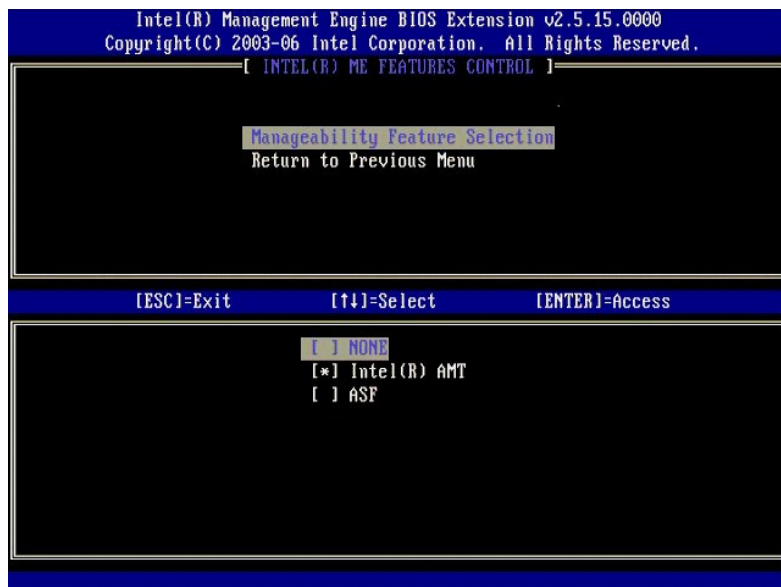 Intel(R) Management Engine BIOS Extension v2.5.15.0000
Copyright(C) 2003-06 Intel Corporation. All Rights Reserved.
[ INTEL(R) ME FEATURES CONTROL ]
Manageability Feature Selection
Return to Previous Menu
[ESC]=Exit [↑↓]=Select [ENTER]=Access
[ ] NONE
[*] Intel(R) AMT
[ ] ASF